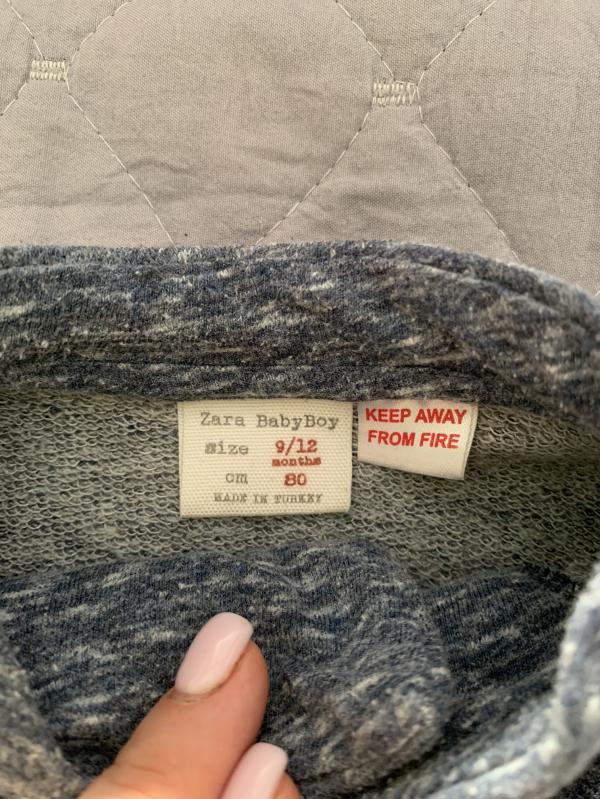 Zara BabyBoy
size 9/12
months
cm 80
MADE IN TURKEY
KEEP AWAY
FROM FIRE